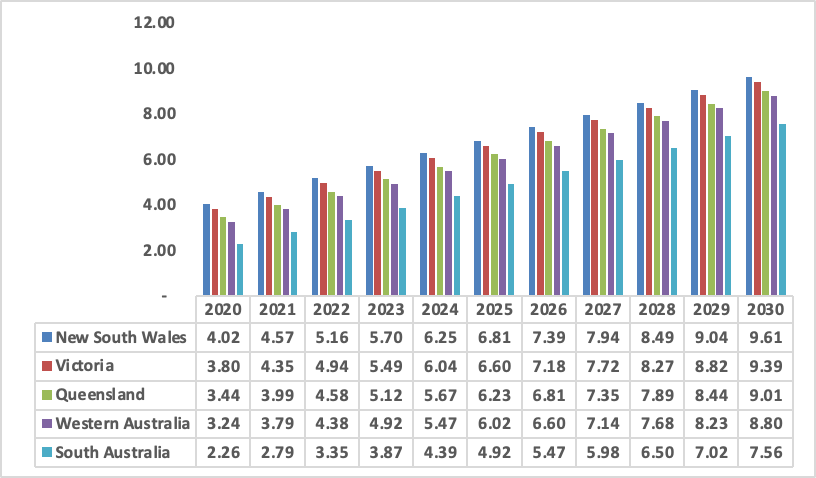 12.00
10.00
8.00
6.00
4.00
2.00
-
2020 2021 2022 2023 2024 2025 2026 2027 2028 2029 2030
New South Wales 4.02 4.57 5.16 5.70 6.25 6.81 7.39 7.94 8.49 9.04 9.61
Victoria 3.80 4.35 4.94 5.49 6.04 6.60 7.18 7.72 8.27 8.82 9.39
Queensland 3.44 3.99 4.58 5.12 5.67 6.23 6.81 7.35 7.89 8.44 9.01
Western Australia 3.24 3.79 4.38 4.92 5.47 6.02 6.60 7.14 7.68 8.23 8.80
South Australia 2.26 2.79 3.35 3.87 4.39 4.92 5.47 5.98 6.50 7.02 7.56